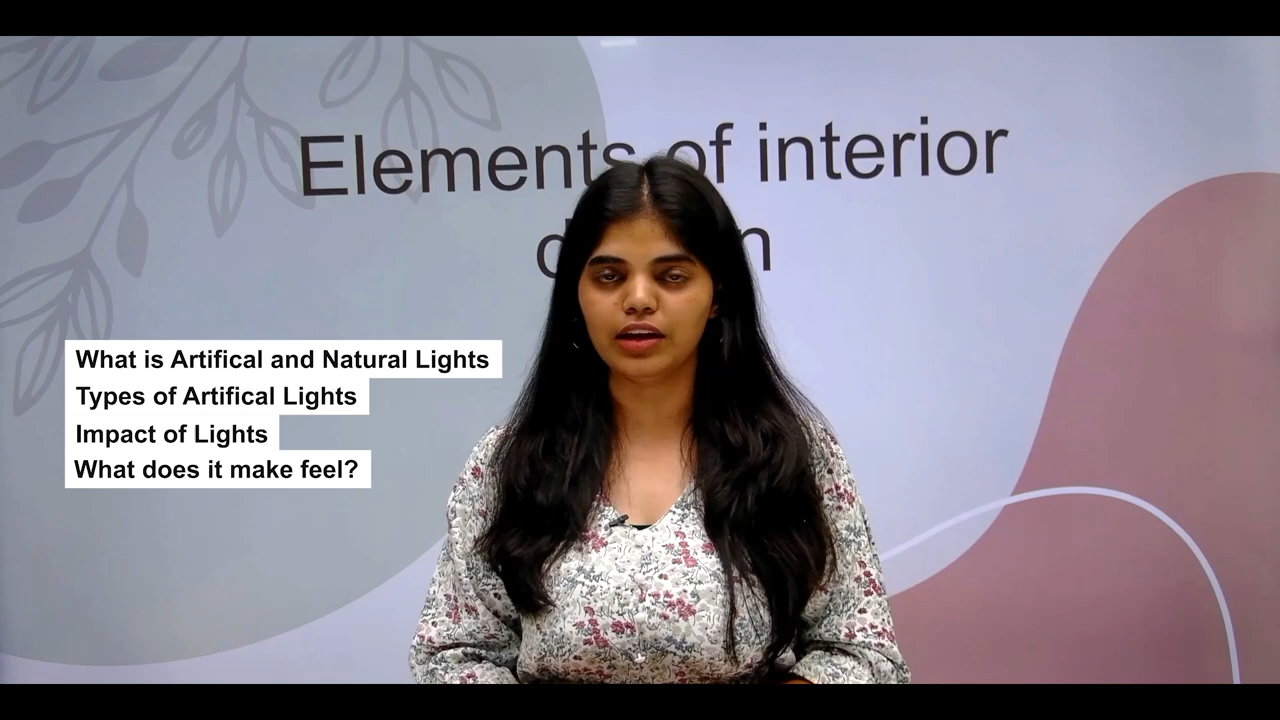 Elements of interior
What is Artifical and Natural Lights
Types of Artifical Lights
Impact of Lights
What does it make feel?